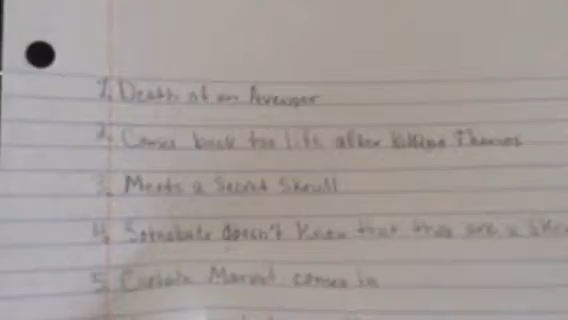 1. Death of an Avenger
2. Comes back to life after killing Thanos
3. Meets a Secret Skrull
4. doesn't know that they are a
5. Captain Marvel comes in